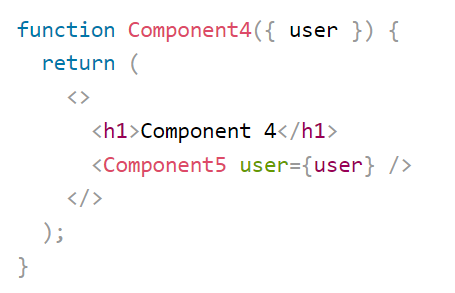 function Component4({ user }) {
  return (
    <>
      <h1>Component 4</h1>
      <Component5 user={user} />
    </>
  );
}